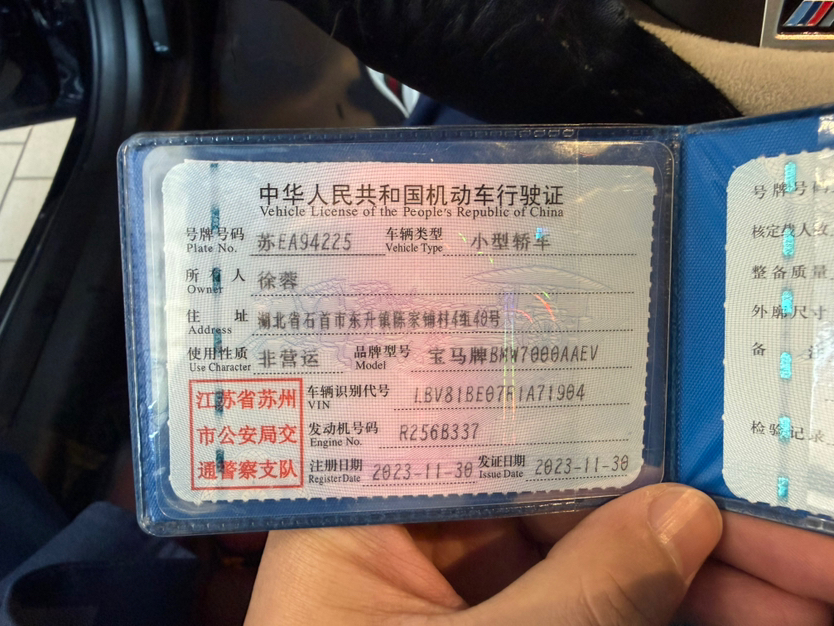 中华人民共和国机动车行驶证
Vehicle License of the People's Republic of China
号牌号码 苏EA94225 车辆类型 小型轿车
Plate No. Vehicle Type
所有人 徐蓉
Owner
住址 湖北省石首市东升镇陈家铺村4组40号
Address
使用性质 非营运 品牌型号 宝马牌BMW7000AAEV
Use Character Model
江苏省苏州
市公安局交
通警察支队
车辆识别代号 LBV81BE07R1A71904
VIN
发动机号码 R256B337
Engine No.
注册日期 2023-11-30 发证日期 2023-11-30
Register Date Issue Date
号牌号码
核定载人
整备质量
外廓尺寸
备
检验记录